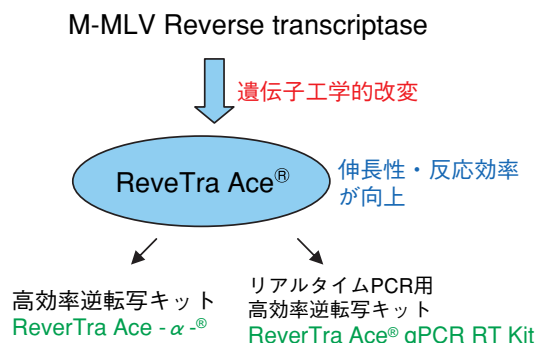 M-MLV Reverse transcriptase
遺伝子工学的改変
ReveTra Ace®
伸長性・反応効率
が向上
高効率逆転写キット
ReverTra Ace -α-®
リアルタイムPCR用
高効率逆転写キット
ReverTra Ace® qPCR RT Kit